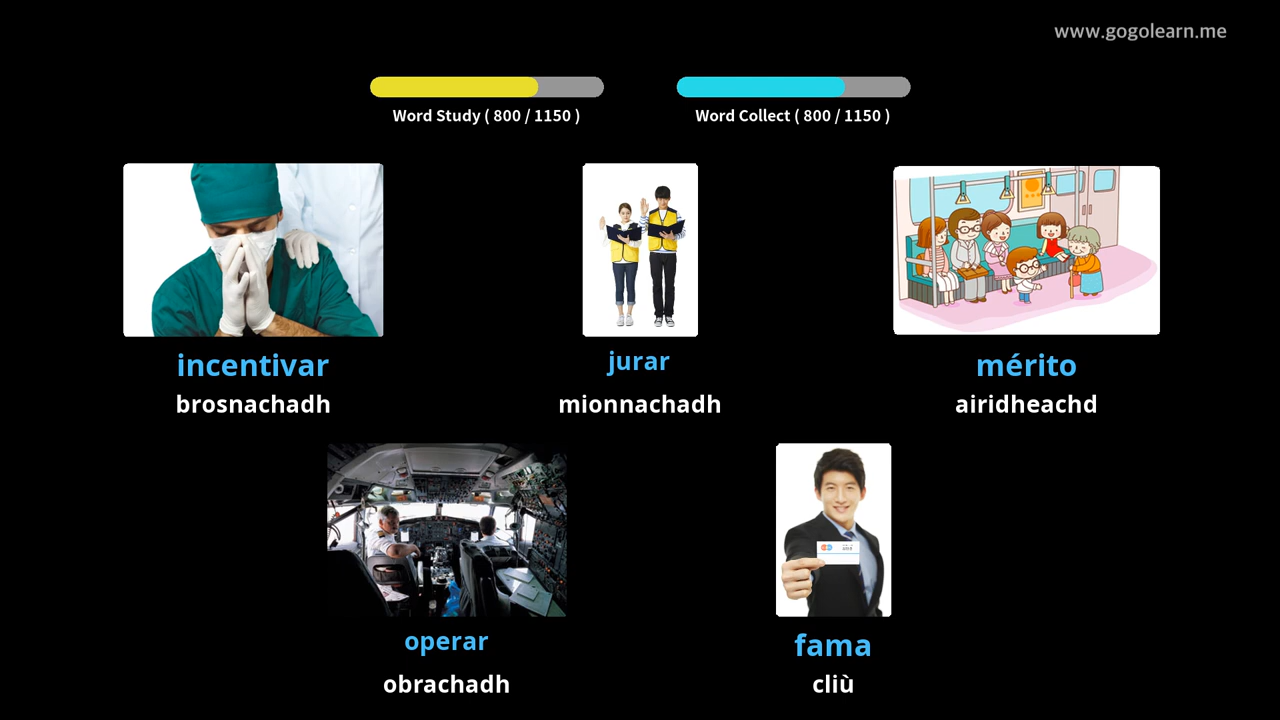 www.gogolearn.me
Word Study ( 800 / 1150 )
Word Collect ( 800 / 1150 )
incentivar
brosnachadh
jurar
mionnachadh
mérito
airidheachd
operar
obrachadh
fama
cliù